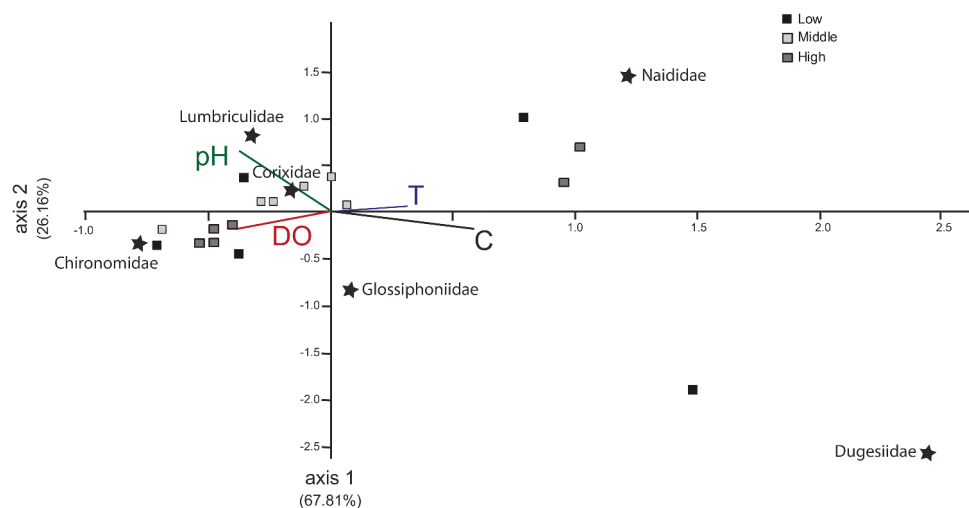 Low
Middle
High
1.5
Naididae
Lumbriculidae
1.0
pH
Corixidae
T
axis 2
(26.16%)
-1.0
1.0
1.5
2.0
2.5
DO
C
Chironomidae
-0.5
Glossiphoniidae
-1.0
-1.5
-2.0
-2.5
Dugesiidae
axis 1
(67.81%)